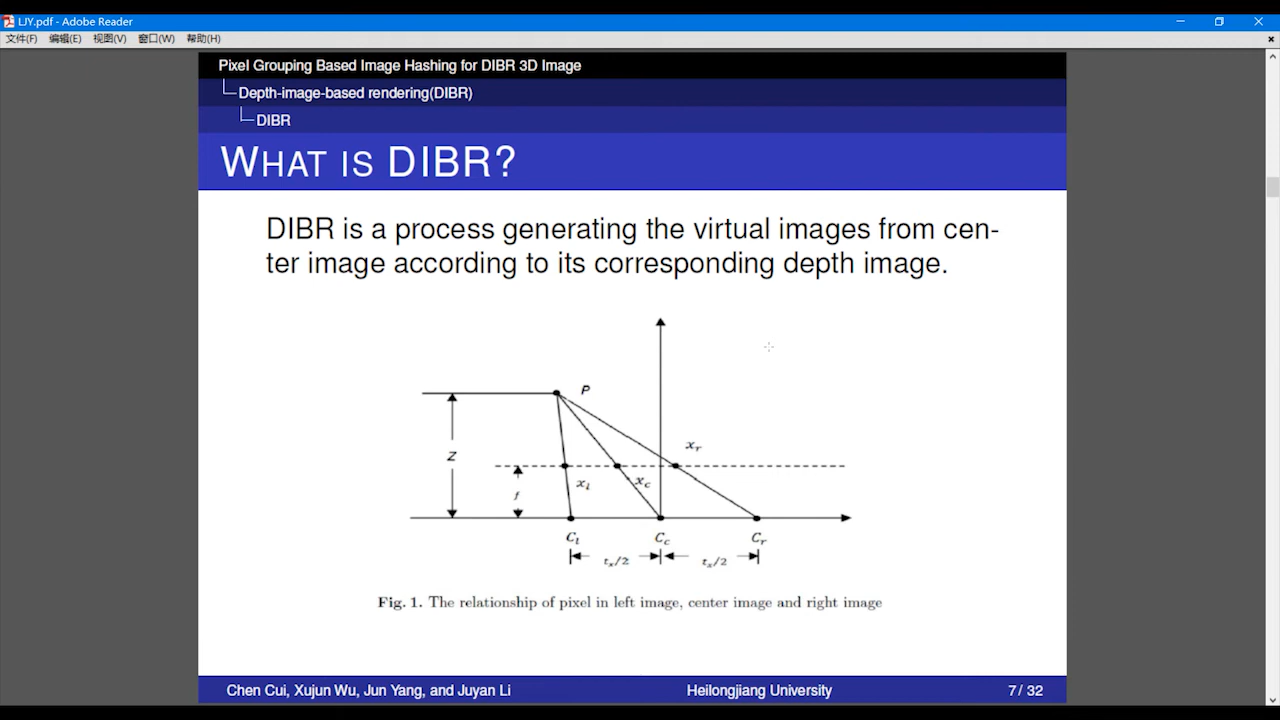 LJY.pdf - Adobe Reader
文件(F) 编辑(E) 视图(V) 窗口(W) 帮助(H)
Pixel Grouping Based Image Hashing for DIBR 3D Image
Depth-image-based rendering(DIBR)
DIBR
WHAT IS DIBR?
DIBR is a process generating the virtual images from cen-
ter image according to its corresponding depth image.
P
x_r
Z
x_l x_c
f
C_l C_c C_r
t_x/2 t_x/2
Fig. 1. The relationship of pixel in left image, center image and right image
Chen Cui, Xujun Wu, Jun Yang, and Juyan Li Heilongjiang University 7 / 32